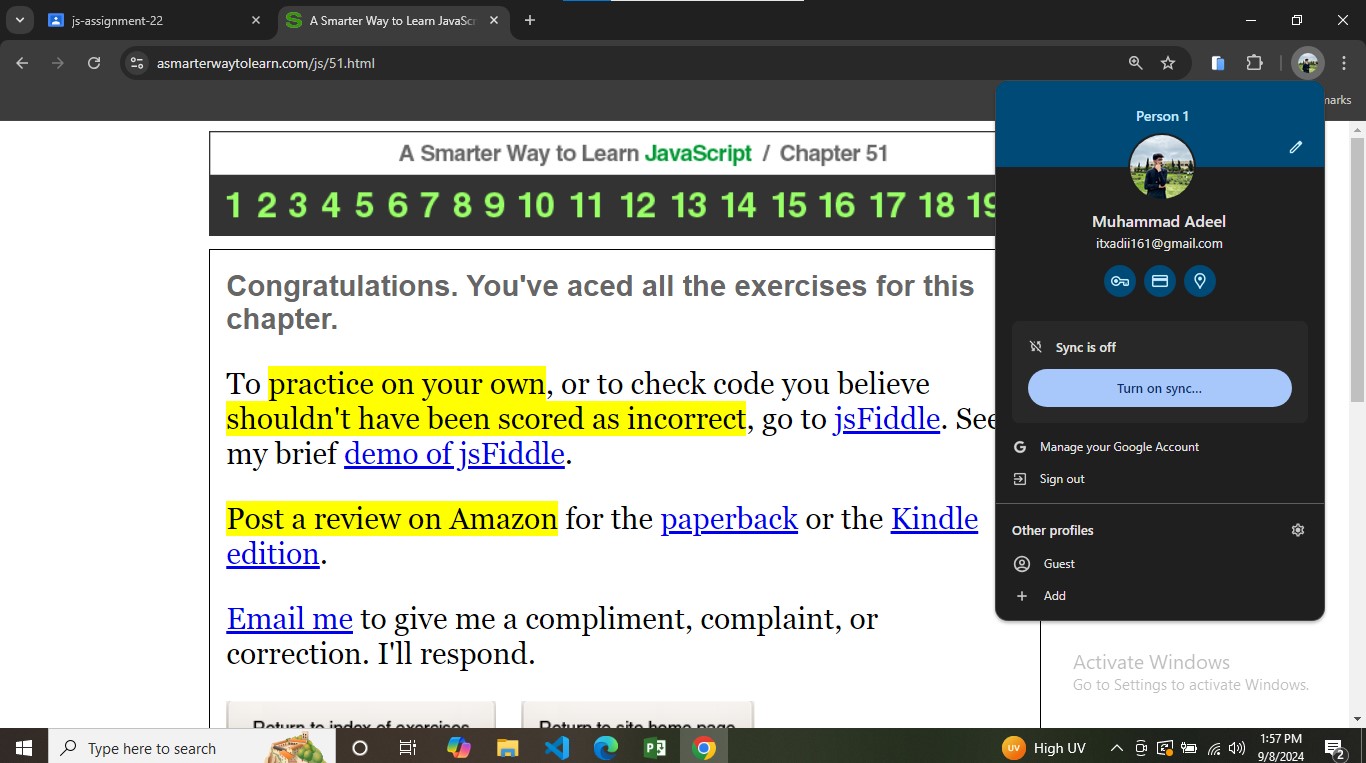 js-assignment-22
A Smarter Way to Learn JavaScr
asmarterwaytolearn.com/js/51.html
marks
A Smarter Way to Learn JavaScript / Chapter 51
1 2 3 4 5 6 7 8 9 10 11 12 13 14 15 16 17 18 19
Congratulations. You've aced all the exercises for this
chapter.
To practice on your own, or to check code you believe
shouldn't have been scored as incorrect, go to jsFiddle. See
my brief demo of jsFiddle.
Post a review on Amazon for the paperback or the Kindle
edition.
Email me to give me a compliment, complaint, or
correction. I'll respond.
Return to index of exercises
Return to site home page
Person 1
Muhammad Adeel
itxadii161@gmail.com
Sync is off
Turn on sync...
Manage your Google Account
Sign out
Other profiles
Guest
Add
Activate Windows
Go to Settings to activate Windows.
Type here to search
UV
High UV
1:57 PM
9/8/2024
2